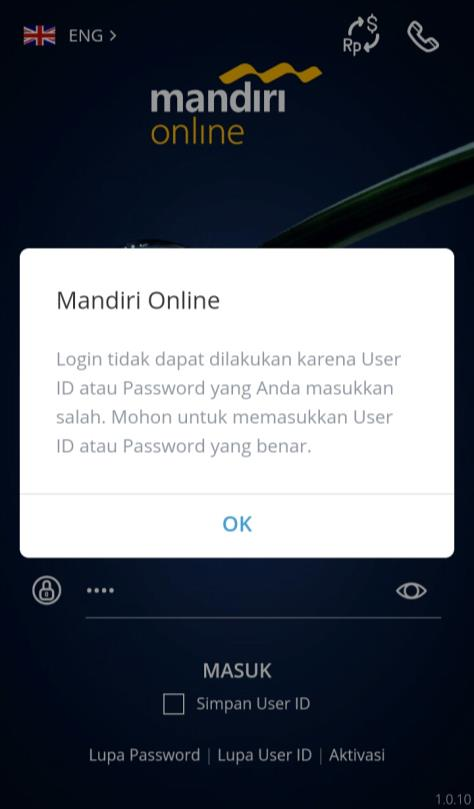 ENG >
$
Rp
mandırı
onlıne
Mandiri Online
Login tidak dapat dilakukan karena User
ID atau Password yang Anda masukkan
salah. Mohon untuk memasukkan User
ID atau Password yang benar.
OK
••••
MASUK
Simpan User ID
Lupa Password | Lupa User ID | Aktivasi
1.0.10